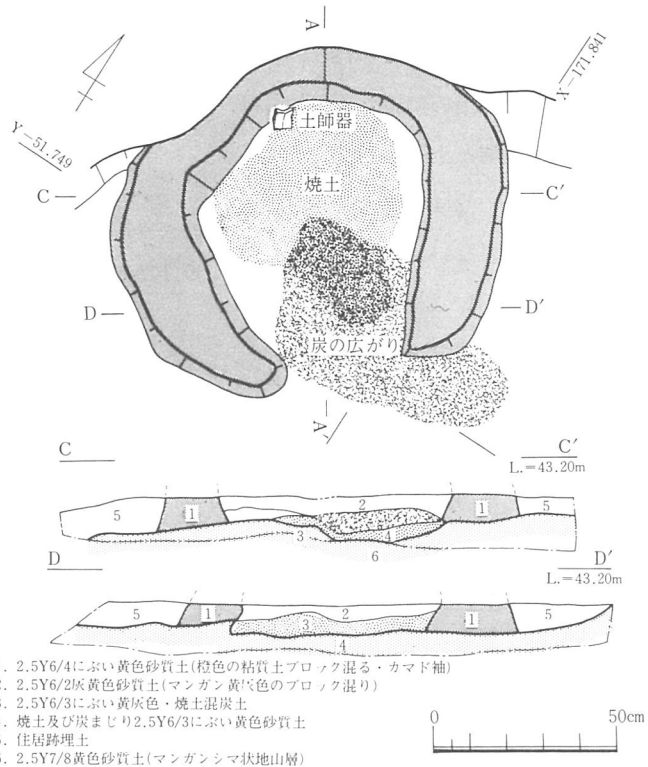 A
X-171.841
土師器
Y-51.749
焼土
C
C′
D
D′
炭の広がり
A′
C
C′
L.=43.20m
5
1
2
1
5
3
4
6
D
D′
L.=43.20m
5
1
2
1
5
3
4
. 2.5Y6/4にぶい黄色砂質土(橙色の粘質土ブロック混る・カマド袖)
. 2.5Y6/2灰黄色砂質土(マンガン黄灰色のブロック混り)
. 2.5Y6/3にぶい黄灰色・焼土混炭土
. 焼土及び炭まじり2.5Y6/3にぶい黄色砂質土
. 住居跡埋土
. 2.5Y7/8黄色砂質土(マンガンシマ状地山層)
0
50cm